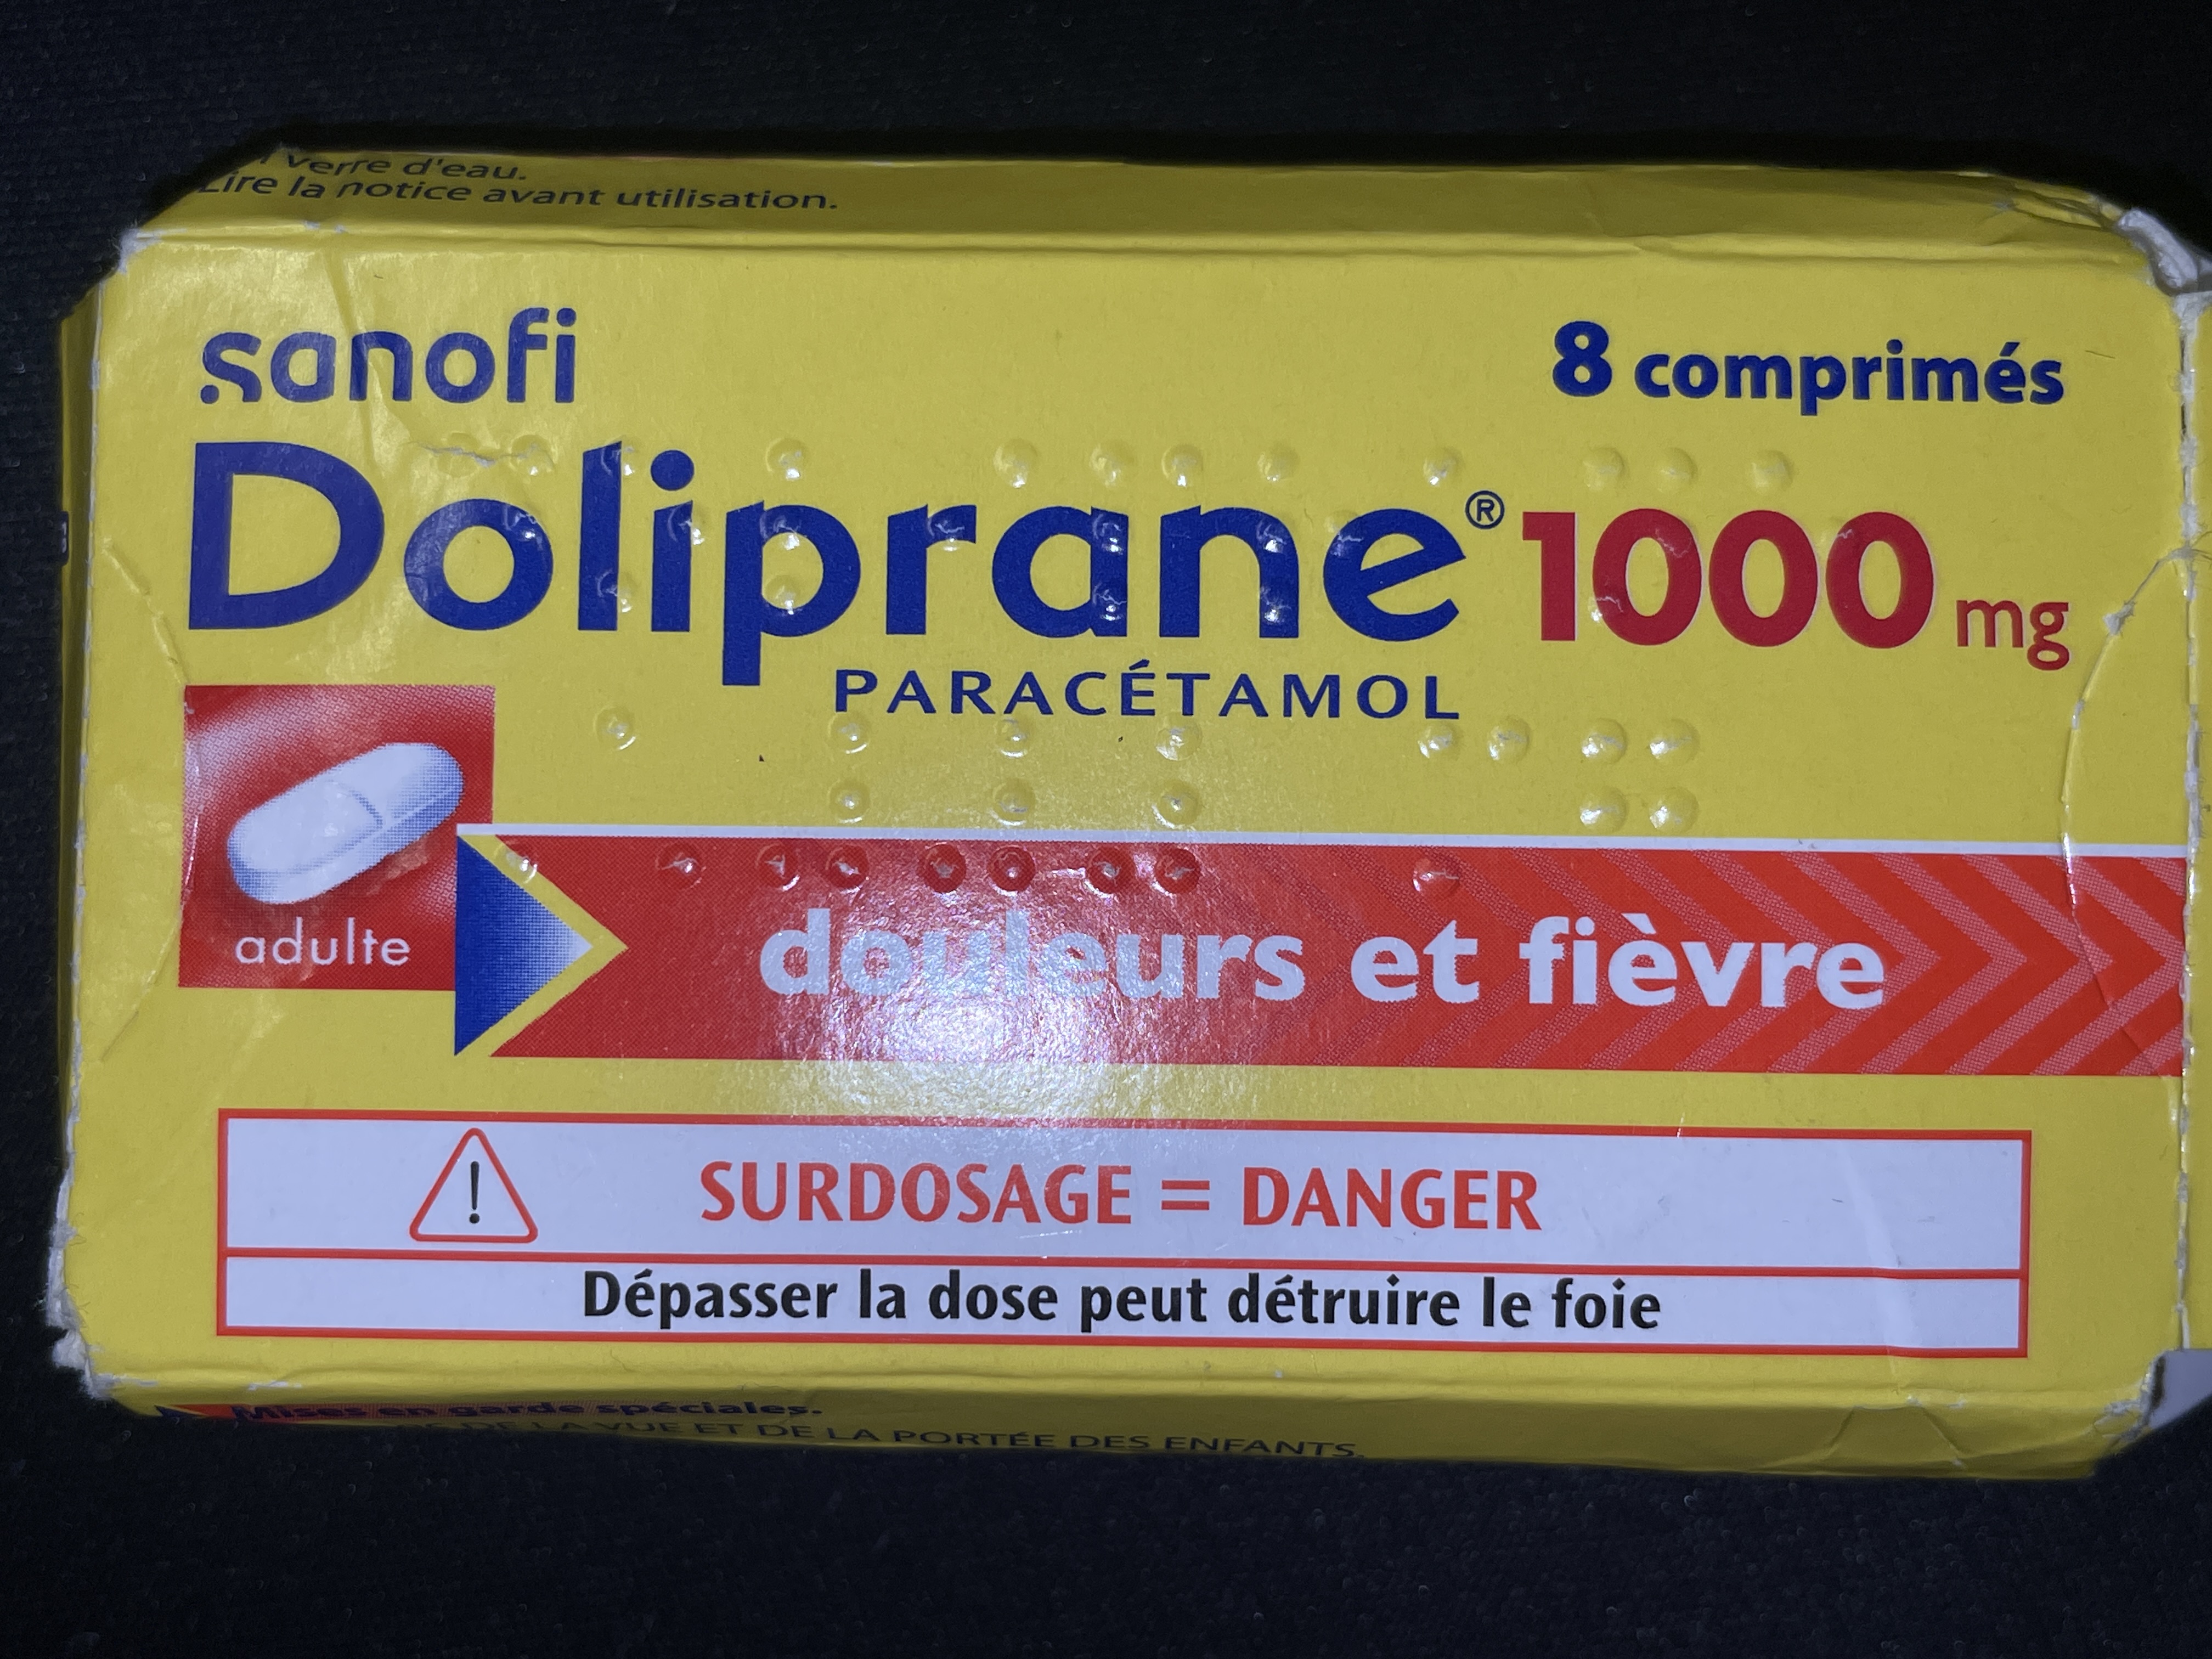 verre d'eau.
Lire la notice avant utilisation.
sanofi
8 comprimés
Doliprane® 1000 mg
PARACÉTAMOL
adulte
douleurs et fièvre
!
SURDOSAGE = DANGER
Dépasser la dose peut détruire le foie
Mises en garde spéciales.
DE LA VUE ET DE LA PORTÉE DES ENFANTS.